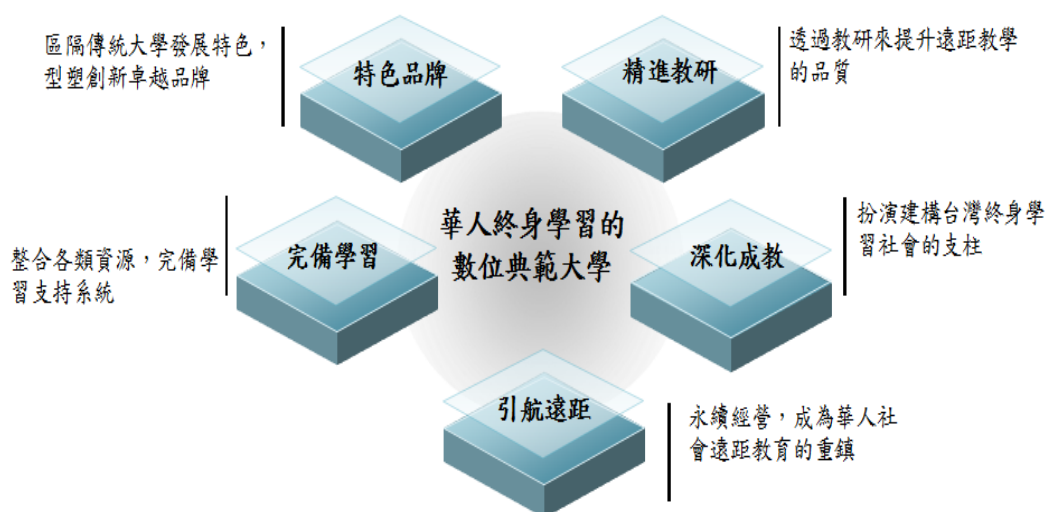 區隔傳統大學發展特色，
型塑創新卓越品牌
特色品牌
精進教研
透過教研來提升遠距教學
的品質
華人終身學習的
數位典範大學
整合各類資源，完備學
習支持系統
完備學習
深化成教
扮演建構台灣終身學
習社會的支柱
引航遠距
永續經營，成為華人社
會遠距教育的重鎮